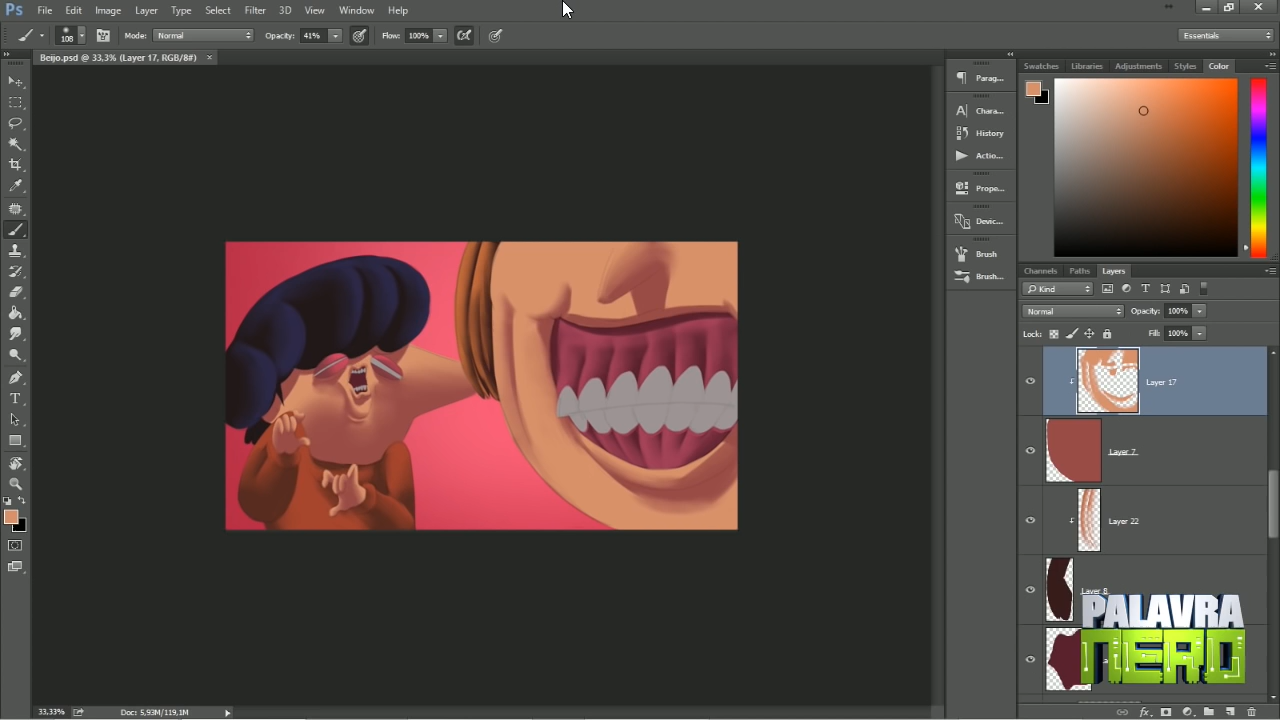 Ps File Edit Image Layer Type Select Filter 3D View Window Help
108 Mode: Normal Opacity: 41% Flow: 100% Essentials
Beijo.psd @ 33,3% (Layer 17, RGB/8#) ×
Parag...
Chara...
History
Actio...
Prope...
Devic...
Brush
Brush...
Swatches Libraries Adjustments Styles Color
Channels Paths Layers
Kind
Normal Opacity: 100%
Lock: Fill: 100%
Layer 17
Layer 7
Layer 22
Layer 8
PALAVRA
NERD
33,33% Doc: 5,93M/119,1M